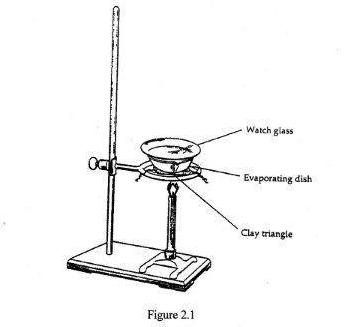 Watch glass
Evaporating dish
Clay triangle
Figure 2.1